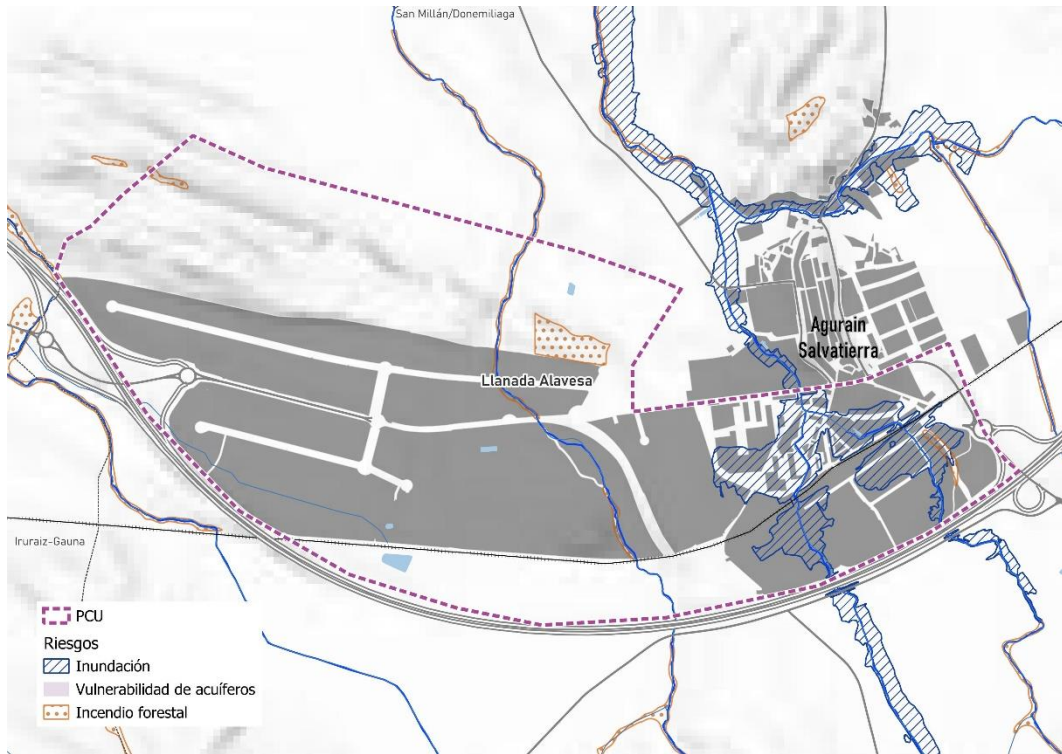 San Millán/Donemiliaga
Agurain
Salvatierra
Llanada Alavesa
Iruraiz-Gauna
PCU
Riesgos
Inundación
Vulnerabilidad de acuíferos
Incendio forestal